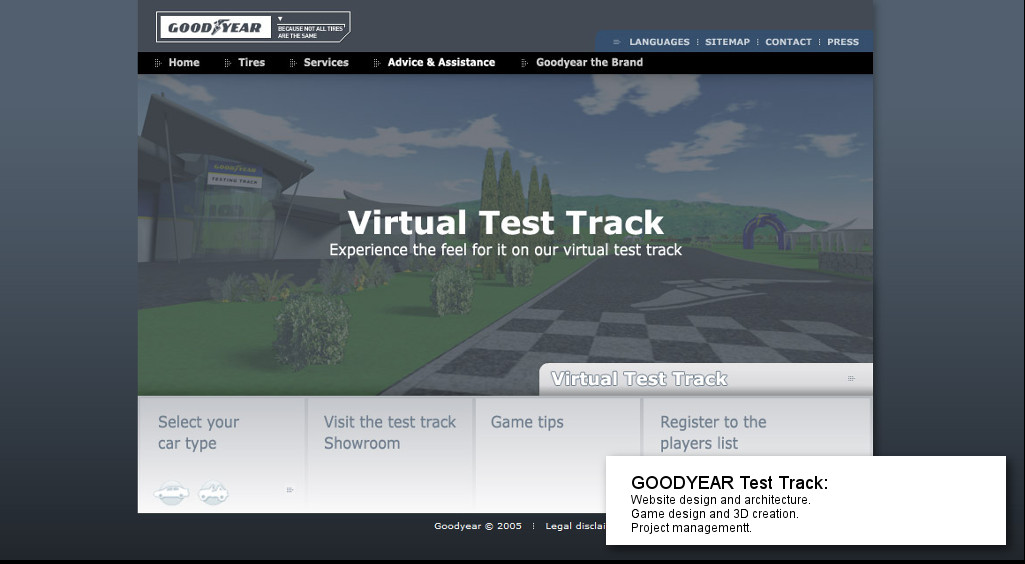 GOODYEAR
BECAUSE NOT ALL TIRES
ARE THE SAME
LANGUAGES
SITEMAP
CONTACT
PRESS
Home
Tires
Services
Advice & Assistance
Goodyear the Brand
GOODYEAR
TESTING TRACK
Virtual Test Track
Experience the feel for it on our virtual test track
Virtual Test Track
Select your
car type
Visit the test track
Showroom
Game tips
Register to the
players list
Goodyear © 2005
Legal disclai
GOODYEAR Test Track:
Website design and architecture.
Game design and 3D creation.
Project managementt.